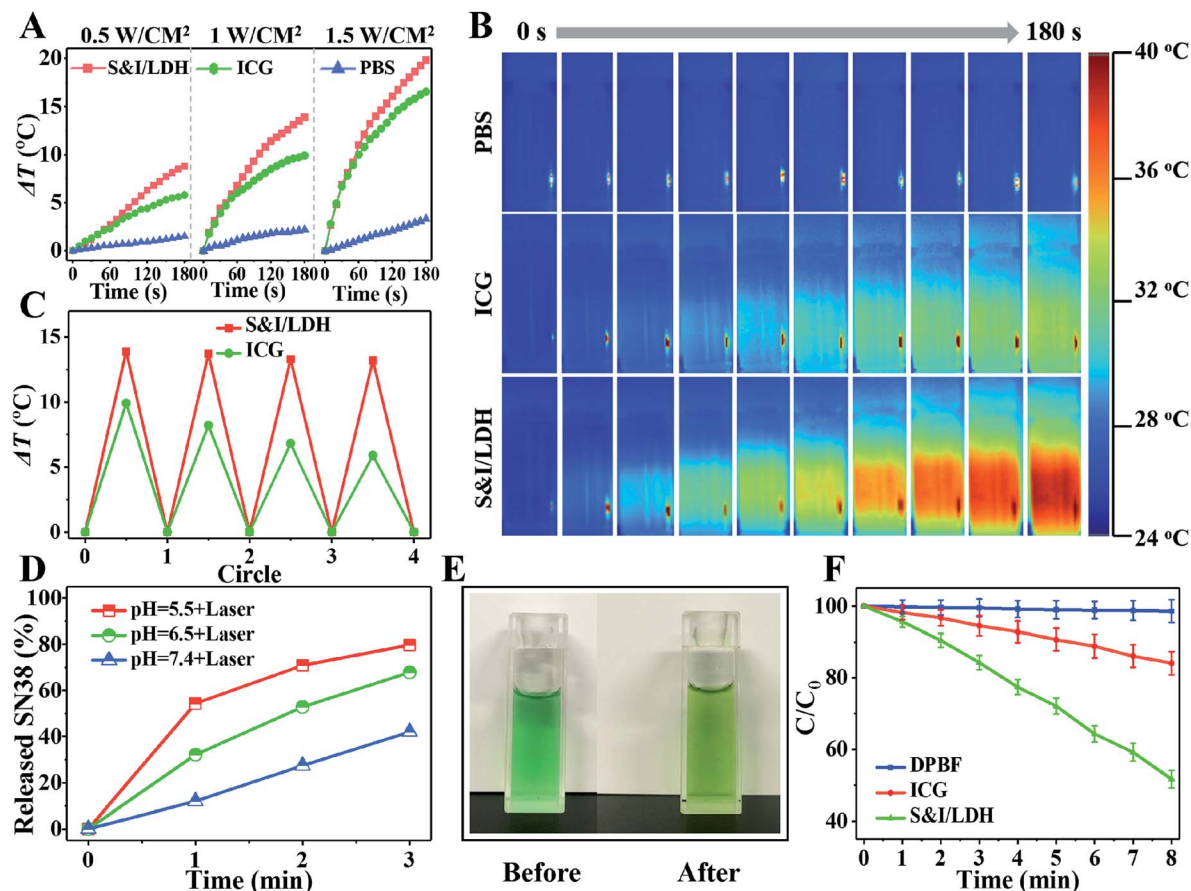 A
0.5 W/CM² 1 W/CM² 1.5 W/CM²
S&I/LDH ICG PBS
20
15
10
5
0
ΔT (°C)
0 60 120 180 0 60 120 180 0 60 120 180
Time (s) Time (s) Time (s)
B
0 s 180 s
PBS
ICG
S&I/LDH
40 °C
36 °C
32 °C
28 °C
24 °C
C
S&I/LDH
ICG
15
10
5
0
ΔT (°C)
0 1 2 3 4
Circle
D
pH=5.5+Laser
pH=6.5+Laser
pH=7.4+Laser
100
80
60
40
20
0
Released SN38 (%)
0 1 2 3
Time (min)
E
Before After
F
100
80
60
40
C/C₀
DPBF
ICG
S&I/LDH
0 1 2 3 4 5 6 7 8
Time (min)